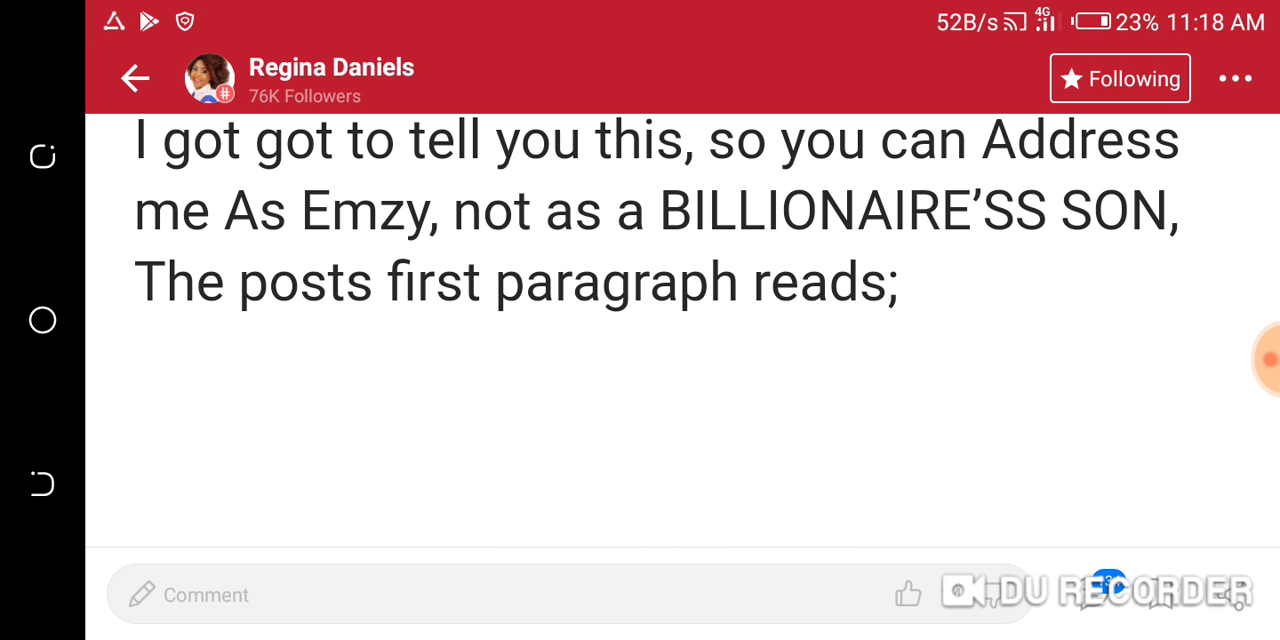 52B/s 4G 23% 11:18 AM
Regina Daniels
76K Followers
Following
I got got to tell you this, so you can Address
me As Emzy, not as a BILLIONAIRE’SS SON,
The posts first paragraph reads;
Comment
DU RECORDER